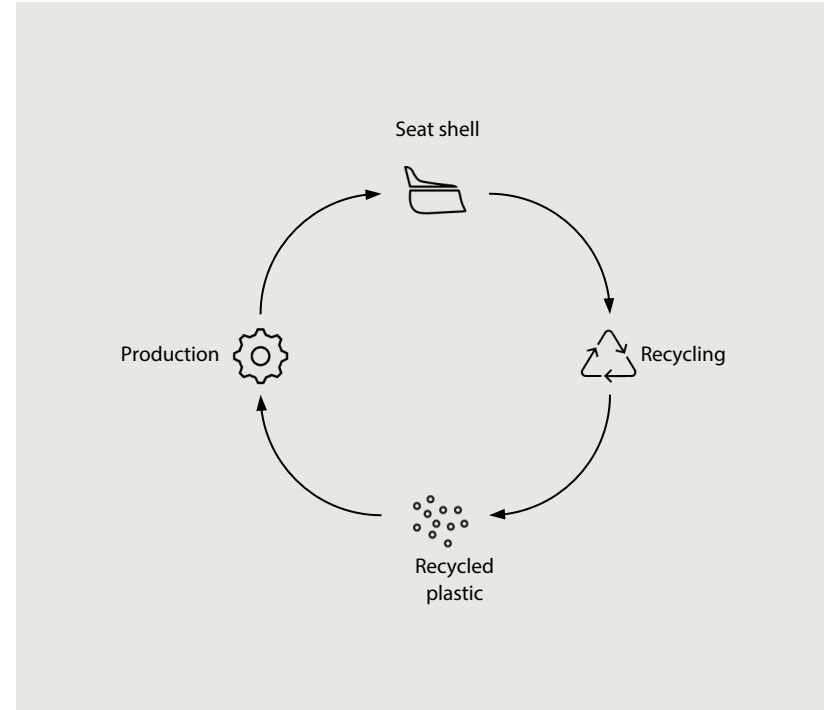 Seat shell
Production
Recycling
Recycled
plastic